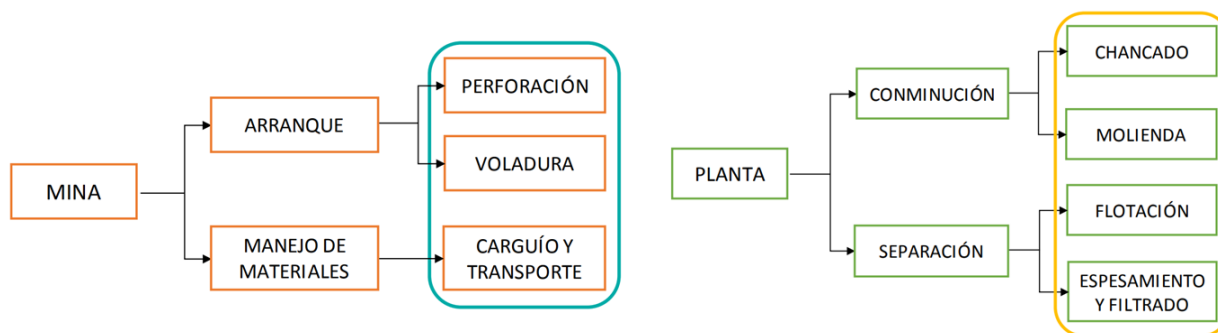 MINA
ARRANQUE
MANEJO DE
MATERIALES
PERFORACIÓN
VOLADURA
CARGUÍO Y
TRANSPORTE
PLANTA
CONMINUCIÓN
SEPARACIÓN
CHANCADO
MOLIENDA
FLOTACIÓN
ESPESAMIENTO
Y FILTRADO